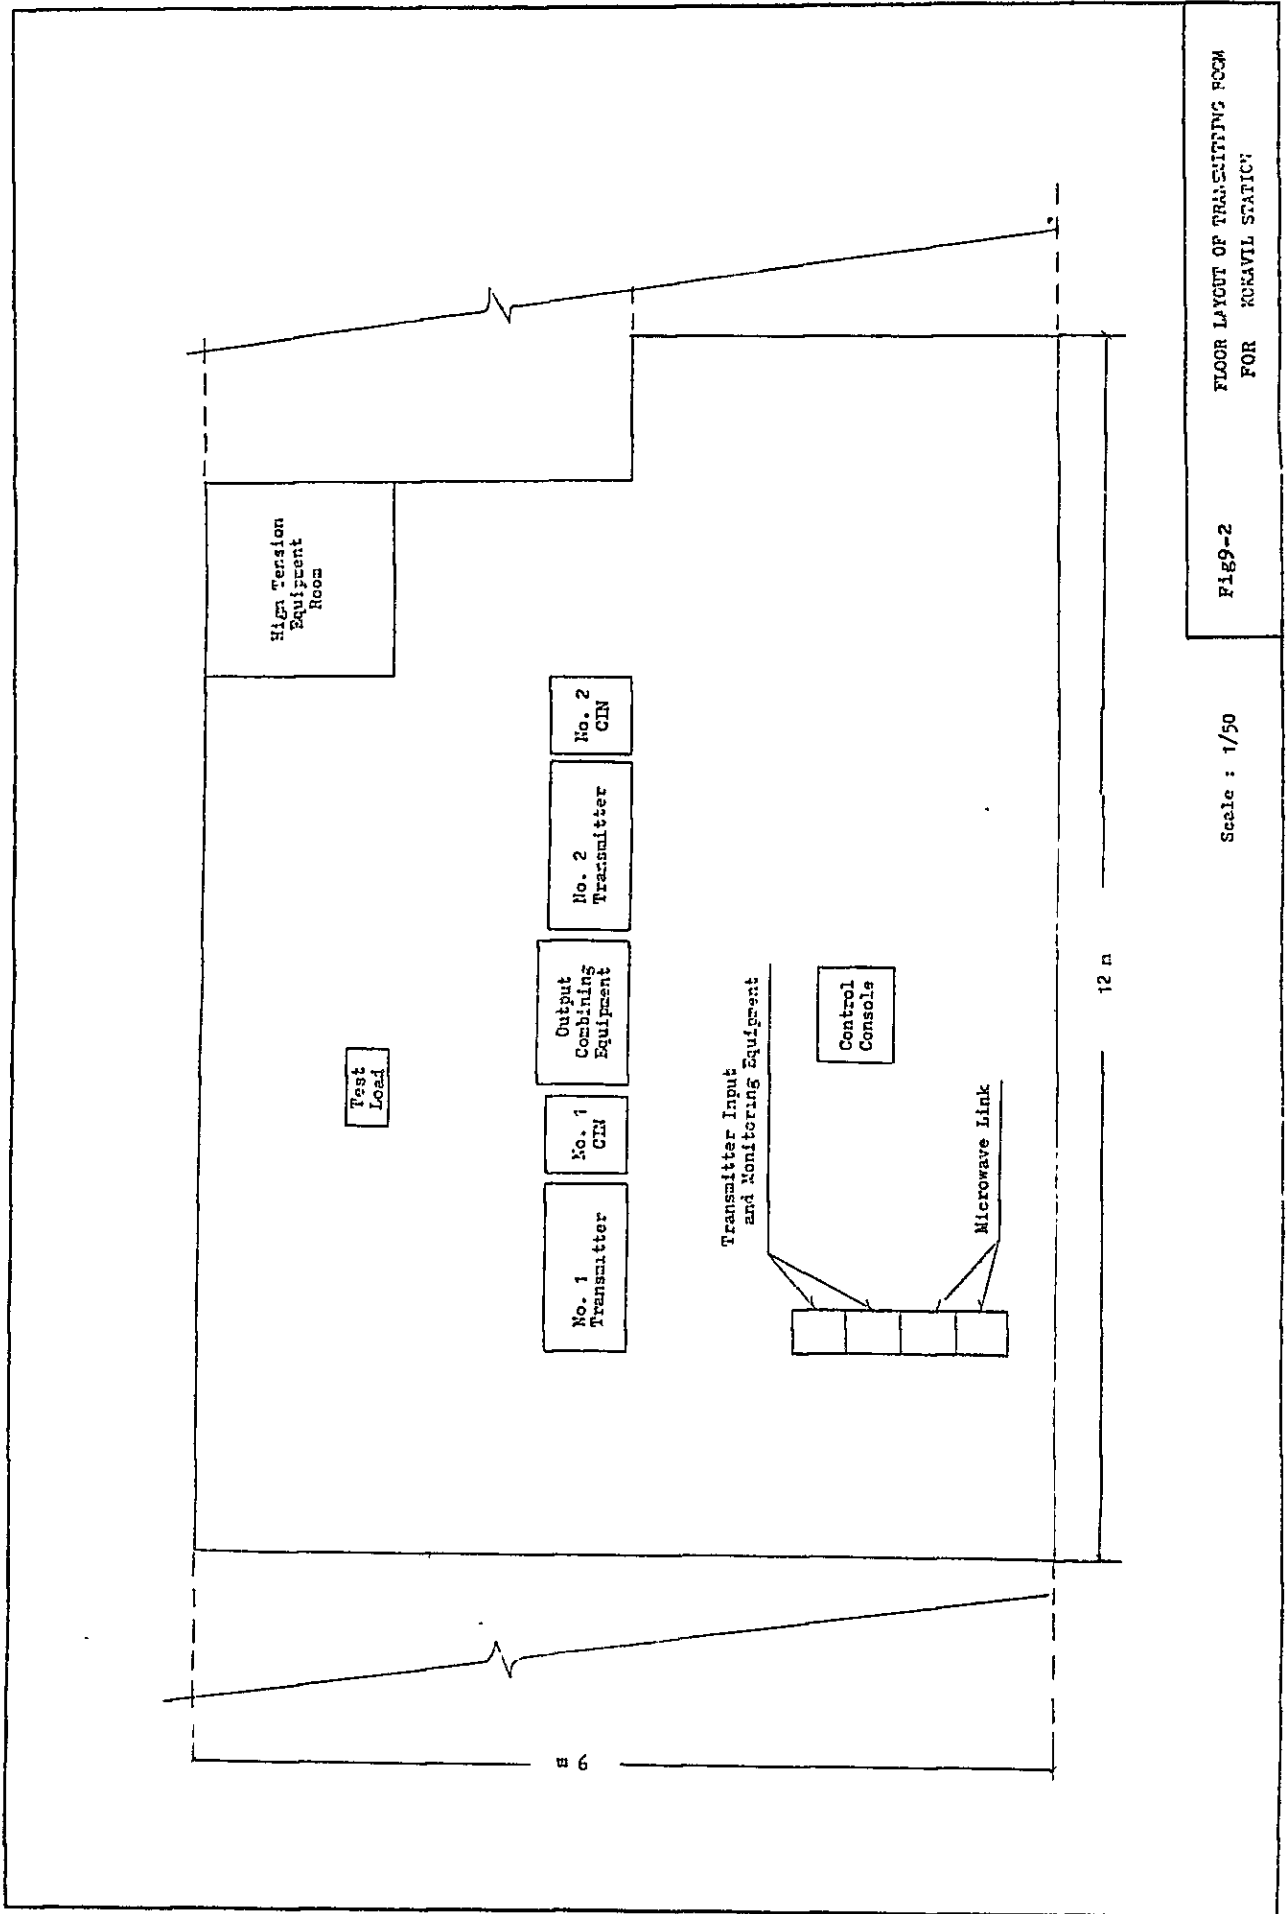 High Tension
Equipment
Room
Test
Load
No. 1
Transmitter
No. 1
CIN
Output
Combining
Equipment
No. 2
Transmitter
No. 2
CIN
Transmitter Input
and Monitoring Equipment
Control
Console
Microwave Link
9 m
12 m
Scale : 1/50
Fig9-2
FLOOR LAYOUT OF TRANSMITTING ROOM
FOR KOKAVIL STATION